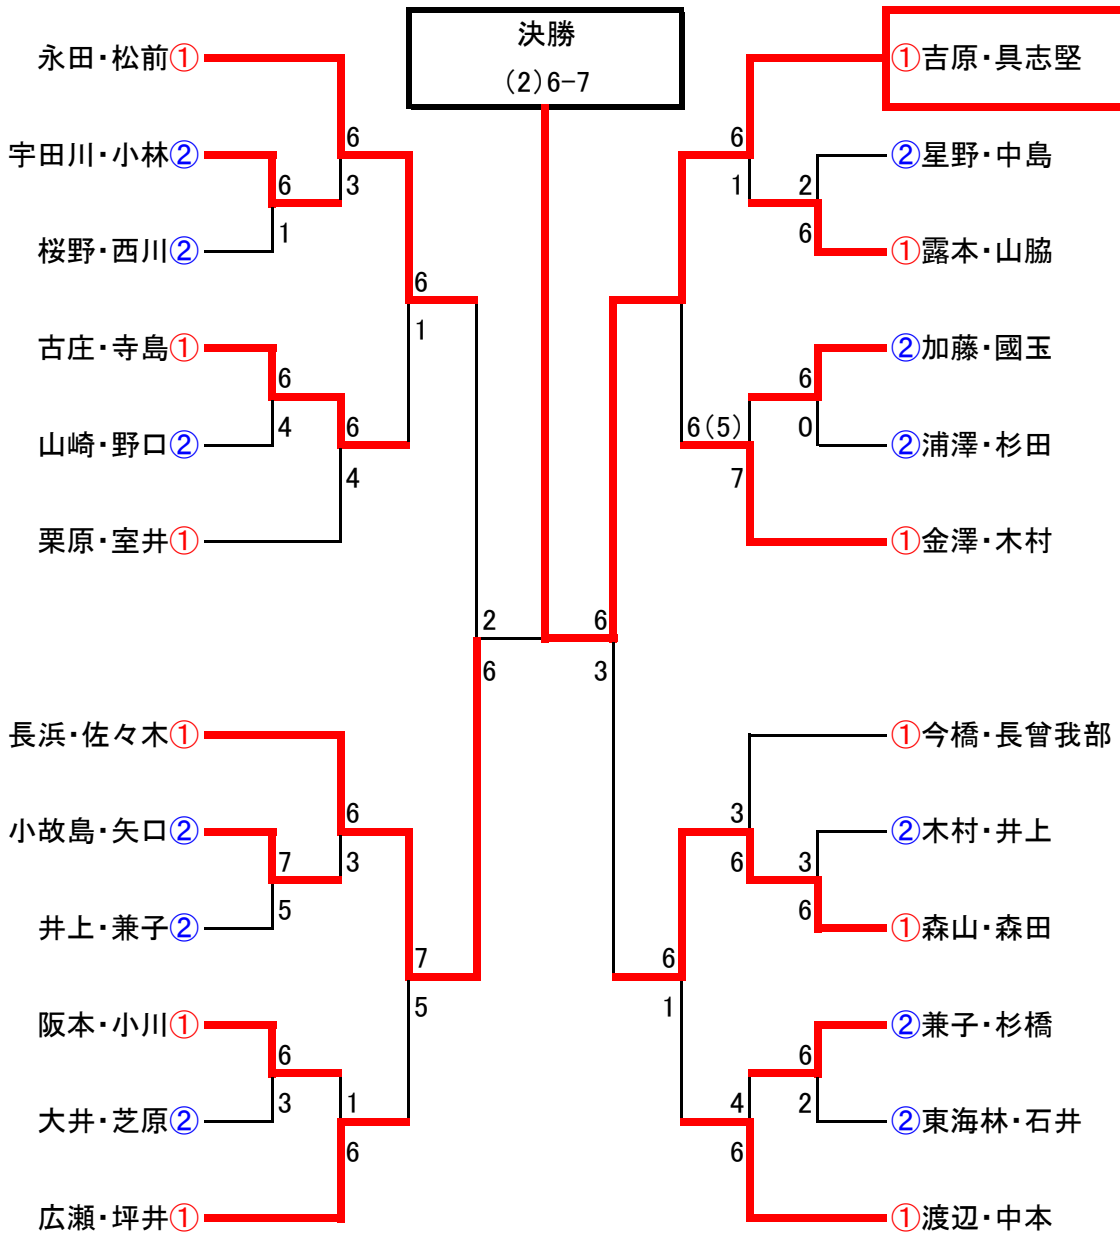 決勝
(2)6-7
永田・松前①
宇田川・小林②
桜野・西川②
古庄・寺島①
山崎・野口②
栗原・室井①
長浜・佐々木①
小故島・矢口②
井上・兼子②
阪本・小川①
大井・芝原②
広瀬・坪井①
6
3
6
1
6
1
6
4
6
4
2
6
6
3
7
5
7
5
6
3
1
6
①吉原・具志堅
②星野・中島
①露本・山脇
②加藤・國玉
②浦澤・杉田
①金澤・木村
①今橋・長曾我部
②木村・井上
①森山・森田
②兼子・杉橋
②東海林・石井
①渡辺・中本
6
1
2
6
6
0
6(5)
7
6
3
3
6
3
6
6
1
6
2
4
6